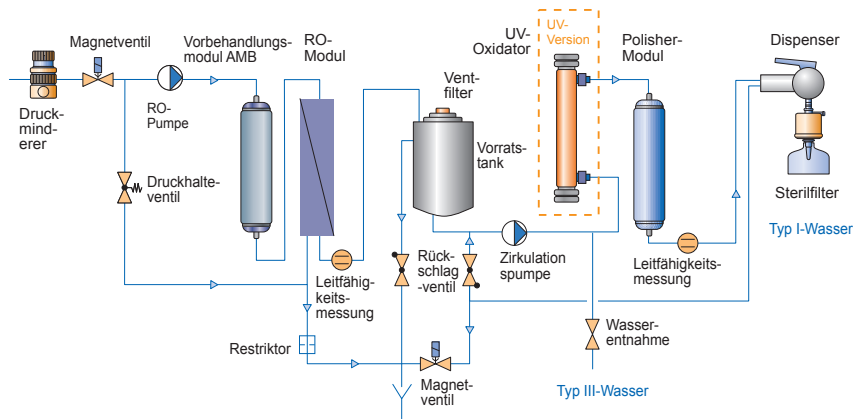 Magnetventil
Vorbehandlungs-
modul AMB
RO-
Modul
UV-
Oxidator
UV-
Version
Polisher-
Modul
Dispenser
Druck-
mind-
erer
RO-
Pumpe
Vent-
filter
Vorrats-
tank
Druckhalte-
ventil
Sterilfilter
Typ I-Wasser
Leitfähig-
keits-
messung
Rück-
schlag
-ventil
Zirkulation
spumpe
Leitfähigkeits-
messung
Restriktor
Wasser-
entnahme
Magnet-
ventil
Typ III-Wasser